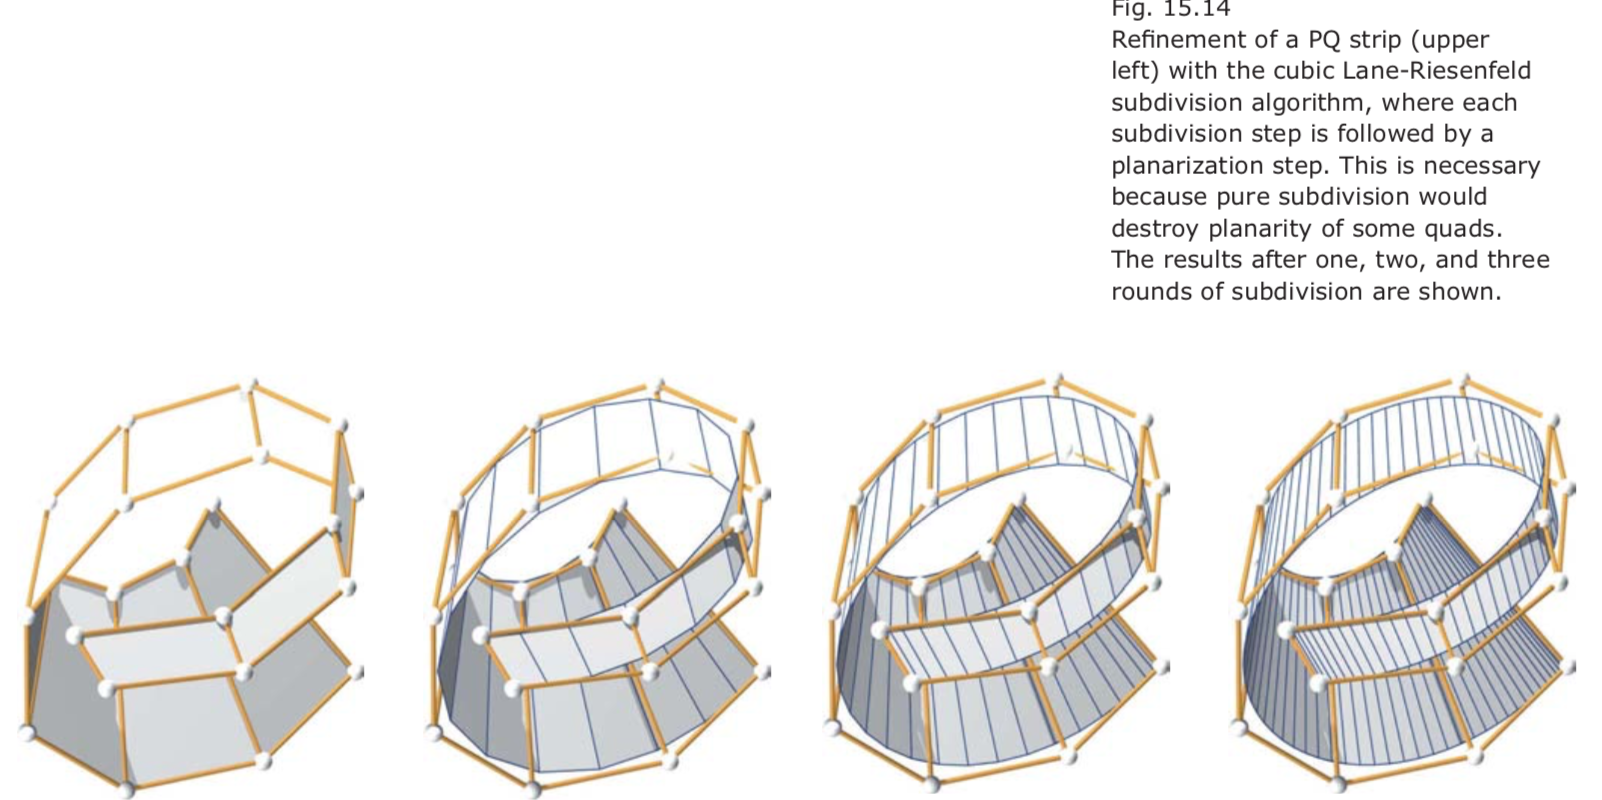 Fig. 15.14
Refinement of a PQ strip (upper
left) with the cubic Lane-Riesenfeld
subdivision algorithm, where each
subdivision step is followed by a
planarization step. This is necessary
because pure subdivision would
destroy planarity of some quads.
The results after one, two, and three
rounds of subdivision are shown.